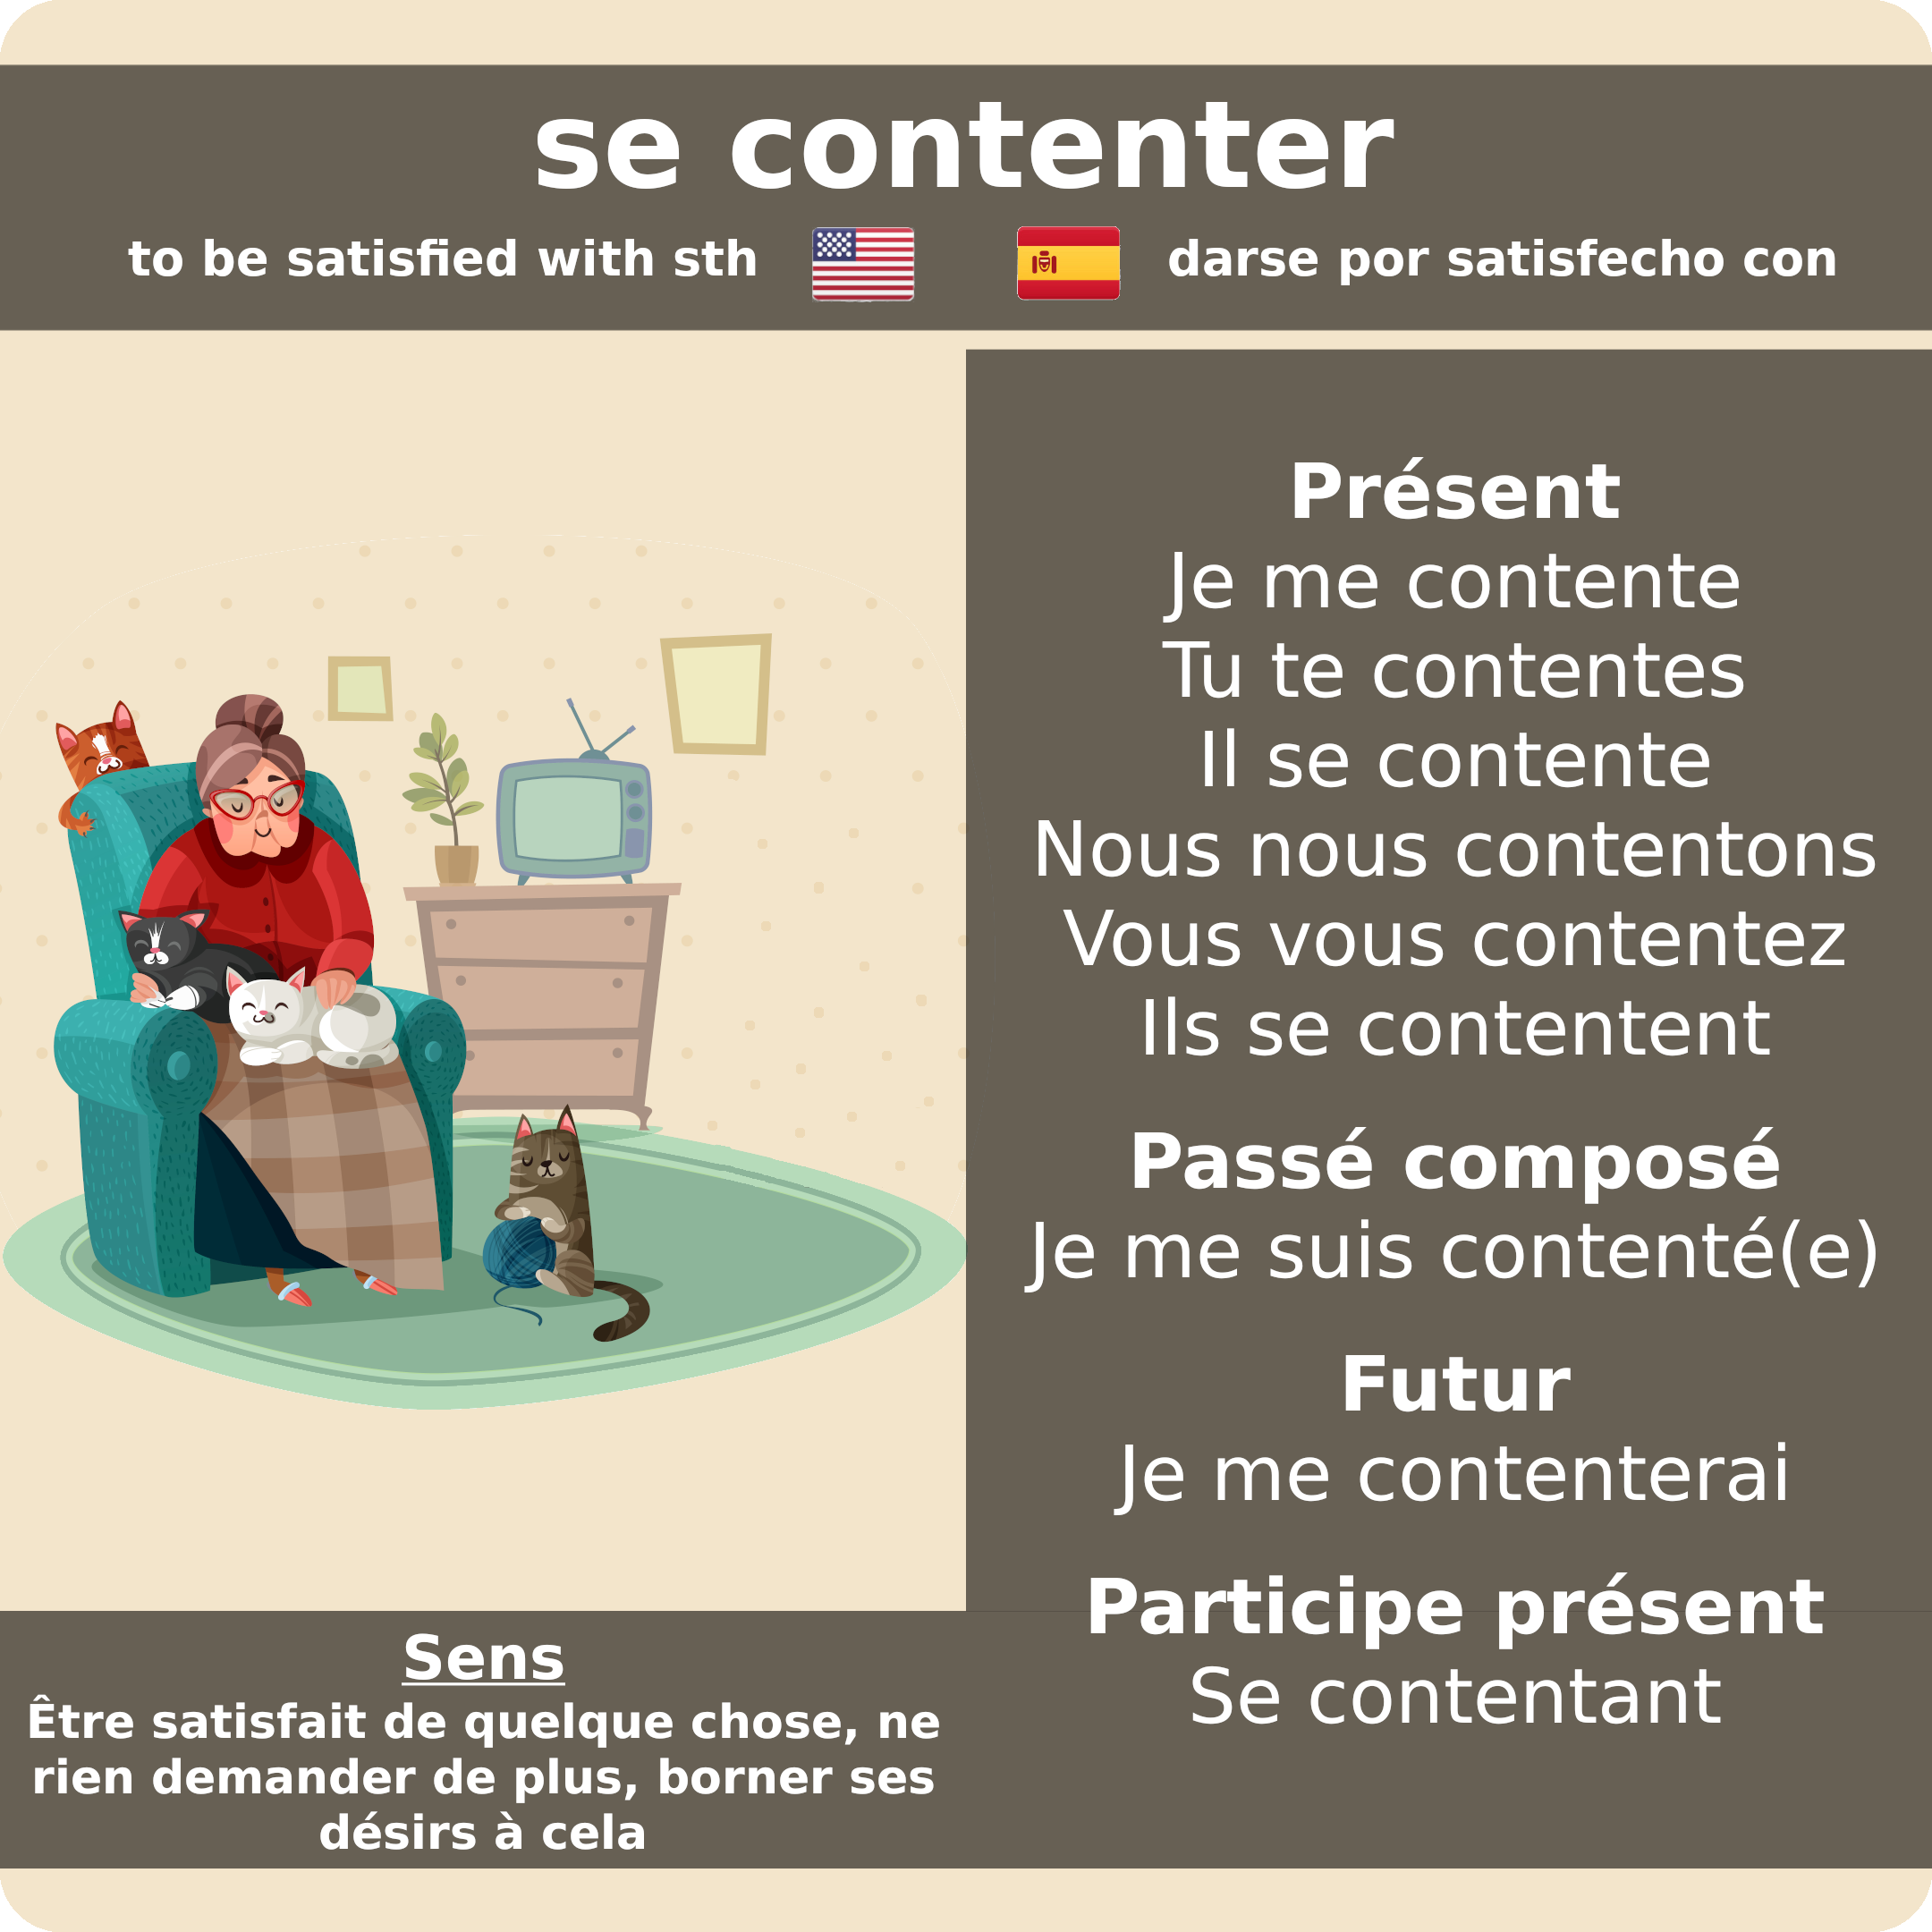 se contenter
to be satisfied with sth
darse por satisfecho con
Présent
Je me contente
Tu te contentes
Il se contente
Nous nous contentons
Vous vous contentez
Ils se contentent
Passé composé
Je me suis contenté(e)
Futur
Je me contenterai
Participe présent
Se contentant
Sens
Être satisfait de quelque chose, ne
rien demander de plus, borner ses
désirs à cela